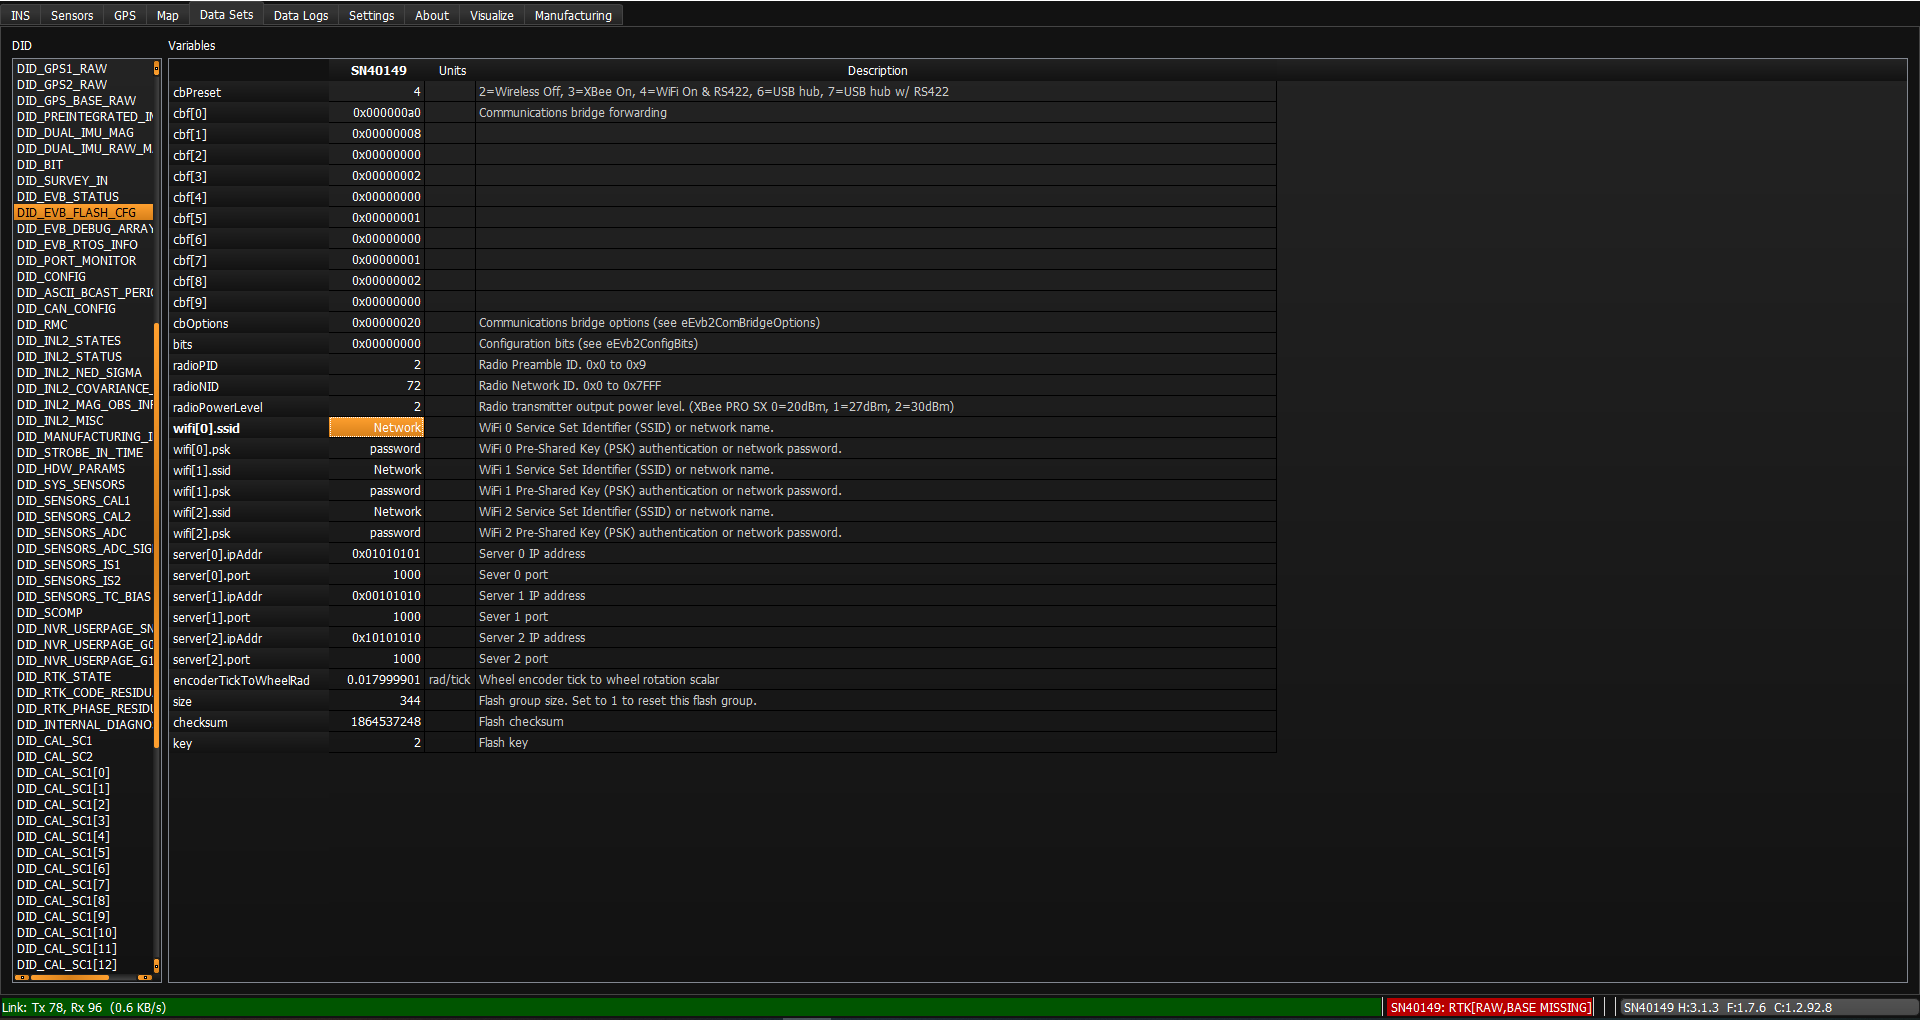 INS Sensors GPS Map Data Sets Data Logs Settings About Visualize Manufacturing
DID
DID_GPS1_RAW
DID_GPS2_RAW
DID_GPS_BASE_RAW
DID_PREINTEGRATED_IM
DID_DUAL_IMU_MAG
DID_DUAL_IMU_RAW_M
DID_BIT
DID_SURVEY_IN
DID_EVB_STATUS
DID_EVB_FLASH_CFG
DID_EVB_DEBUG_ARRAY
DID_EVB_RTOS_INFO
DID_PORT_MONITOR
DID_CONFIG
DID_ASCII_BCAST_PERIO
DID_CAN_CONFIG
DID_RMC
DID_INL2_STATES
DID_INL2_STATUS
DID_INL2_NED_SIGMA
DID_INL2_COVARIANCE_
DID_INL2_MAG_OBS_INF
DID_INL2_MISC
DID_MANUFACTURING_I
DID_STROBE_IN_TIME
DID_HDW_PARAMS
DID_SYS_SENSORS
DID_SENSORS_CAL1
DID_SENSORS_CAL2
DID_SENSORS_ADC
DID_SENSORS_ADC_SIG
DID_SENSORS_IS1
DID_SENSORS_IS2
DID_SENSORS_TC_BIAS
DID_SCOMP
DID_NVR_USERPAGE_SN
DID_NVR_USERPAGE_G0
DID_NVR_USERPAGE_G1
DID_RTK_STATE
DID_RTK_CODE_RESIDU
DID_RTK_PHASE_RESIDU
DID_INTERNAL_DIAGNO
DID_CAL_SC1
DID_CAL_SC2
DID_CAL_SC1[0]
DID_CAL_SC1[1]
DID_CAL_SC1[2]
DID_CAL_SC1[3]
DID_CAL_SC1[4]
DID_CAL_SC1[5]
DID_CAL_SC1[6]
DID_CAL_SC1[7]
DID_CAL_SC1[8]
DID_CAL_SC1[9]
DID_CAL_SC1[10]
DID_CAL_SC1[11]
DID_CAL_SC1[12]
Variables
SN40149 Units Description
cbPreset 4 2=Wireless Off, 3=XBee On, 4=WiFi On & RS422, 6=USB hub, 7=USB hub w/ RS422
cbf[0] 0x000000a0 Communications bridge forwarding
cbf[1] 0x00000008
cbf[2] 0x00000000
cbf[3] 0x00000002
cbf[4] 0x00000000
cbf[5] 0x00000001
cbf[6] 0x00000000
cbf[7] 0x00000001
cbf[8] 0x00000002
cbf[9] 0x00000000
cbOptions 0x00000020 Communications bridge options (see eEvb2ComBridgeOptions)
bits 0x00000000 Configuration bits (see eEvb2ConfigBits)
radioPID 2 Radio Preamble ID. 0x0 to 0x9
radioNID 72 Radio Network ID. 0x0 to 0x7FFF
radioPowerLevel 2 Radio transmitter output power level. (XBee PRO SX 0=20dBm, 1=27dBm, 2=30dBm)
wifi[0].ssid Network WiFi 0 Service Set Identifier (SSID) or network name.
wifi[0].psk password WiFi 0 Pre-Shared Key (PSK) authentication or network password.
wifi[1].ssid Network WiFi 1 Service Set Identifier (SSID) or network name.
wifi[1].psk password WiFi 1 Pre-Shared Key (PSK) authentication or network password.
wifi[2].ssid Network WiFi 2 Service Set Identifier (SSID) or network name.
wifi[2].psk password WiFi 2 Pre-Shared Key (PSK) authentication or network password.
server[0].ipAddr 0x01010101 Server 0 IP address
server[0].port 1000 Sever 0 port
server[1].ipAddr 0x00101010 Server 1 IP address
server[1].port 1000 Sever 1 port
server[2].ipAddr 0x10101010 Server 2 IP address
server[2].port 1000 Sever 2 port
encoderTickToWheelRad 0.017999901 rad/tick Wheel encoder tick to wheel rotation scalar
size 344 Flash group size. Set to 1 to reset this flash group.
checksum 1864537248 Flash checksum
key 2 Flash key
Link: Tx 78, Rx 96 (0.6 KB/s) SN40149: RTK[RAW,BASE MISSING] SN40149 H:3.1.3 F:1.7.6 C:1.2.92.8